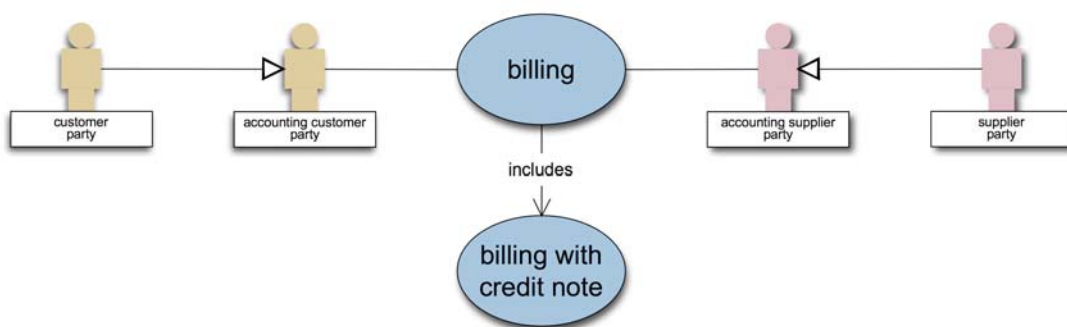 billing
customer
party
accounting customer
party
accounting supplier
party
supplier
party
includes
billing with
credit note